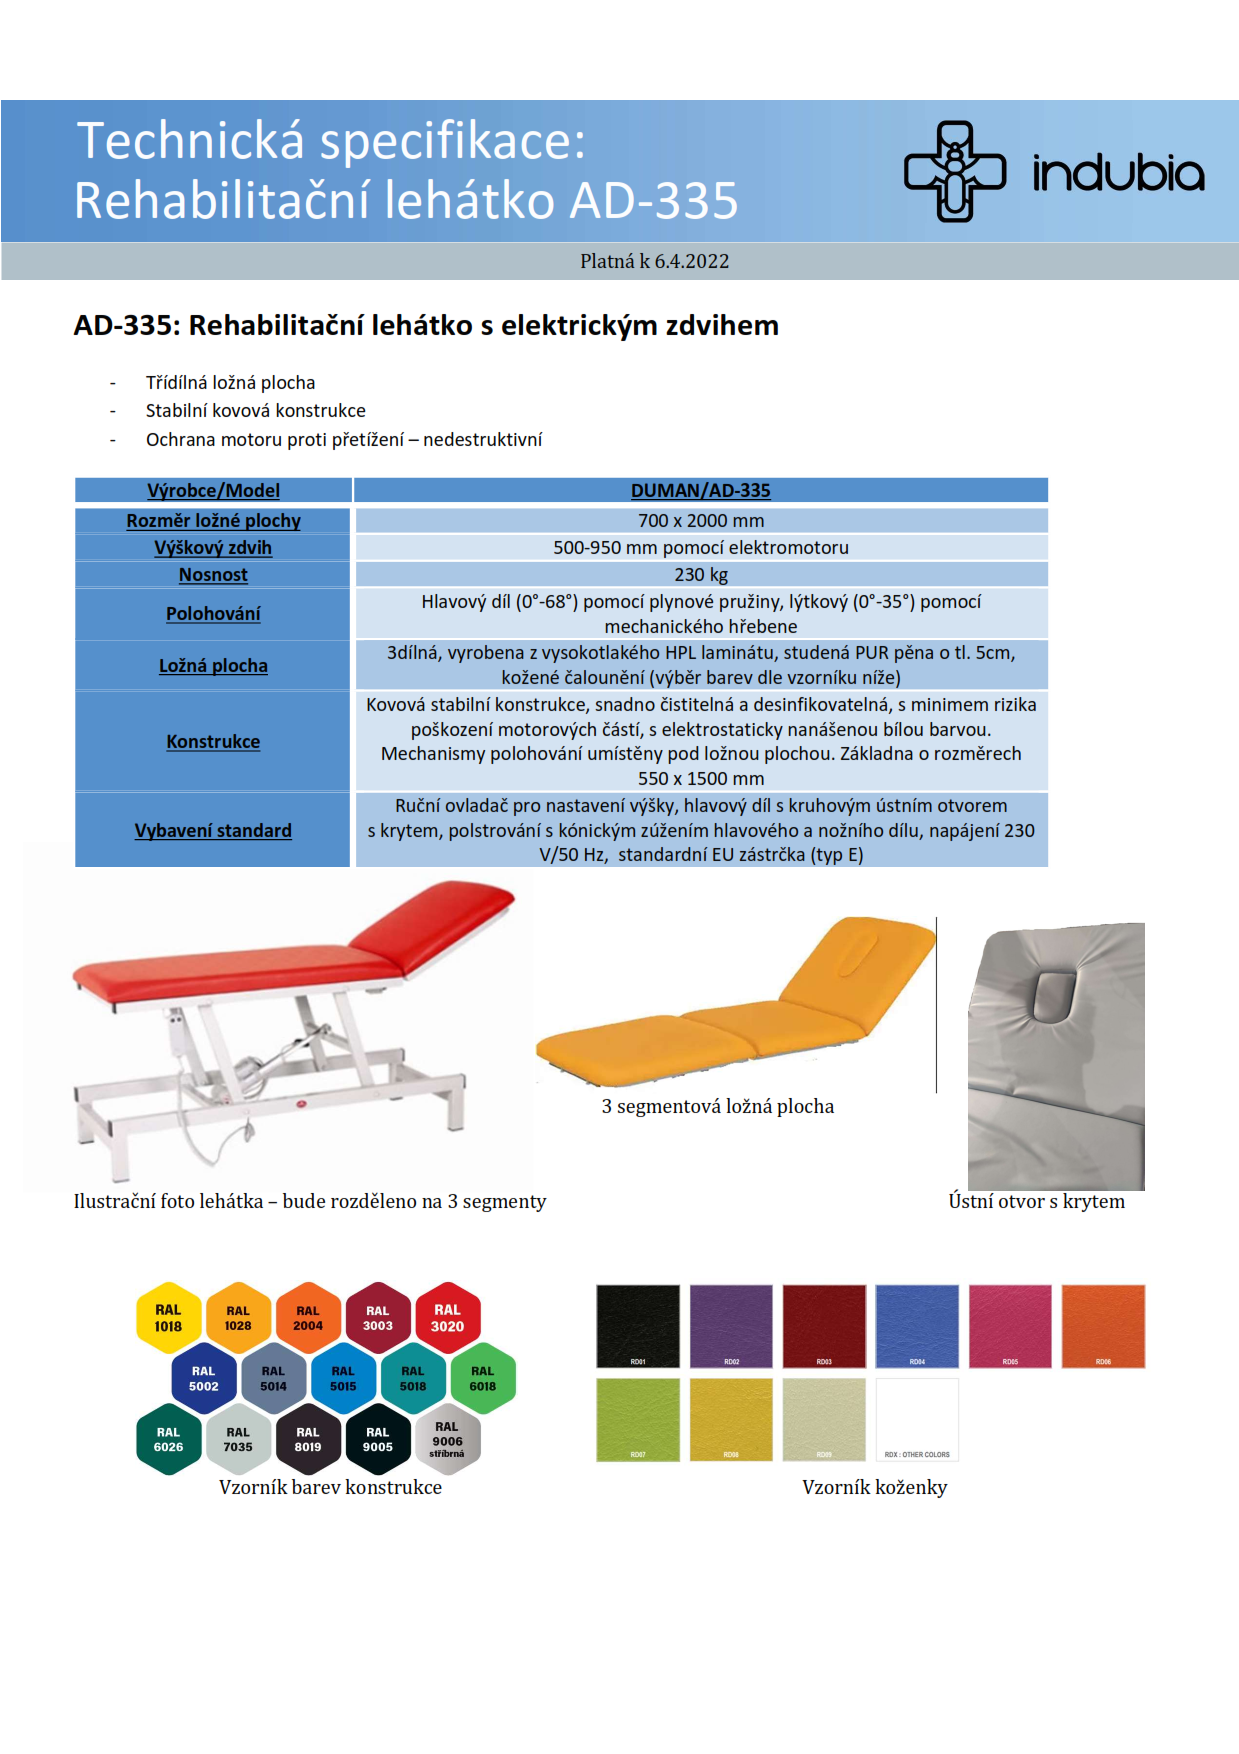 Technická specifikace:
Rehabilitační lehátko AD-335
indubia
Platná k 6.4.2022
AD-335: Rehabilitační lehátko s elektrickým zdvihem
- Třídílná ložná plocha
- Stabilní kovová konstrukce
- Ochrana motoru proti přetížení – nedestruktivní
Výrobce/Model DUMAN/AD-335
Rozměr ložné plochy 700 x 2000 mm
Výškový zdvih 500-950 mm pomocí elektromotoru
Nosnost 230 kg
Polohování Hlavový díl (0°-68°) pomocí plynové pružiny, lýtkový (0°-35°) pomocí
mechanického hřebene
Ložná plocha 3dílná, vyrobena z vysokotlakého HPL laminátu, studená PUR pěna o tl. 5cm,
kožené čalounění (výběr barev dle vzorníku níže)
Konstrukce Kovová stabilní konstrukce, snadno čistitelná a desinfikovatelná, s minimem rizika
poškození motorových částí, s elektrostaticky nanášenou bílou barvou.
Mechanismy polohování umístěny pod ložnou plochou. Základna o rozměrech
550 x 1500 mm
Vybavení standard Ruční ovladač pro nastavení výšky, hlavový díl s kruhovým ústním otvorem
s krytem, polstrování s kónickým zúžením hlavového a nožního dílu, napájení 230
V/50 Hz, standardní EU zástrčka (typ E)
3 segmentová ložná plocha
Ilustrační foto lehátka – bude rozděleno na 3 segmenty
Ústní otvor s krytem
RAL 1018
RAL 1028
RAL 2004
RAL 3003
RAL 3020
RAL 5002
RAL 5014
RAL 5015
RAL 5018
RAL 6018
RAL 6026
RAL 7035
RAL 8019
RAL 9005
RAL 9006 stříbrná
Vzorník barev konstrukce
RD01
RD02
RD03
RD04
RD05
RD06
RD07
RD08
RD09
RDX : OTHER COLORS
Vzorník koženky